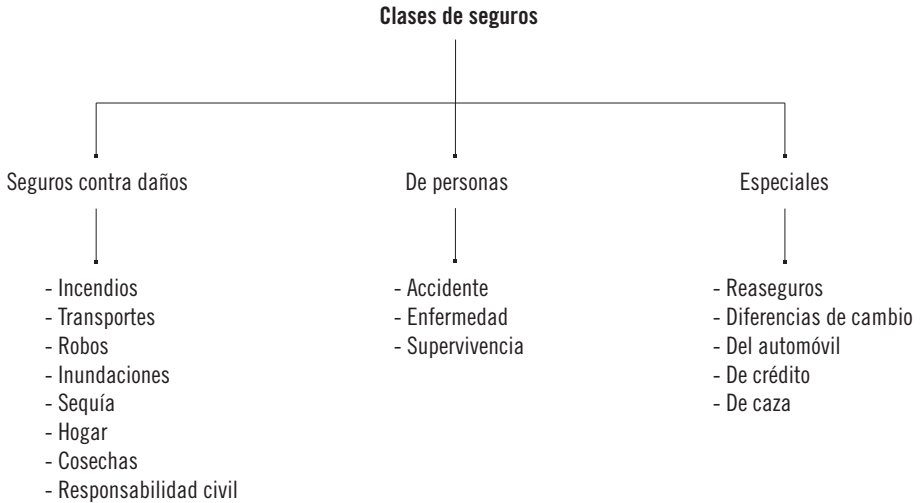 Clases de seguros
Seguros contra daños
De personas
Especiales
- Incendios
- Transportes
- Robos
- Inundaciones
- Sequía
- Hogar
- Cosechas
- Responsabilidad civil
- Accidente
- Enfermedad
- Supervivencia
- Reaseguros
- Diferencias de cambio
- Del automóvil
- De crédito
- De caza